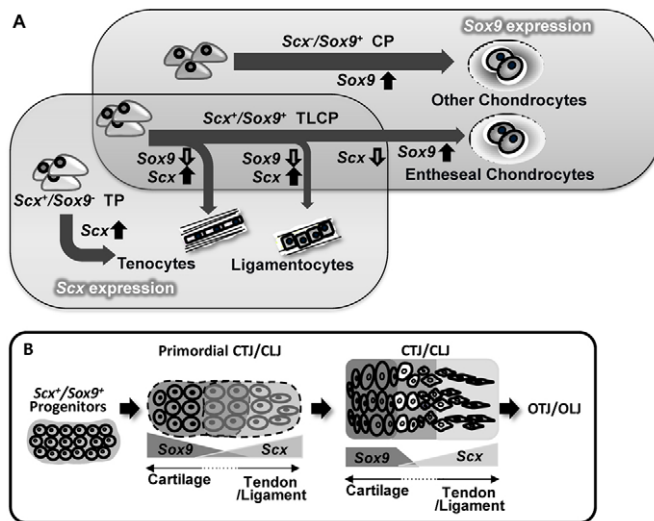 A
Scx-/Sox9+ CP
Sox9 expression
Sox9
Other Chondrocytes
Scx+/Sox9+ TLCP
Sox9
Scx
Sox9
Scx
Scx
Sox9
Entheseal Chondrocytes
Scx+/Sox9- TP
Scx
Tenocytes
Ligamentocytes
Scx expression
B
Primordial CTJ/CLJ
CTJ/CLJ
Scx+/Sox9+
Progenitors
OTJ/OLJ
Sox9
Scx
Cartilage
Tendon
/Ligament
Sox9
Scx
Cartilage
Tendon
/Ligament